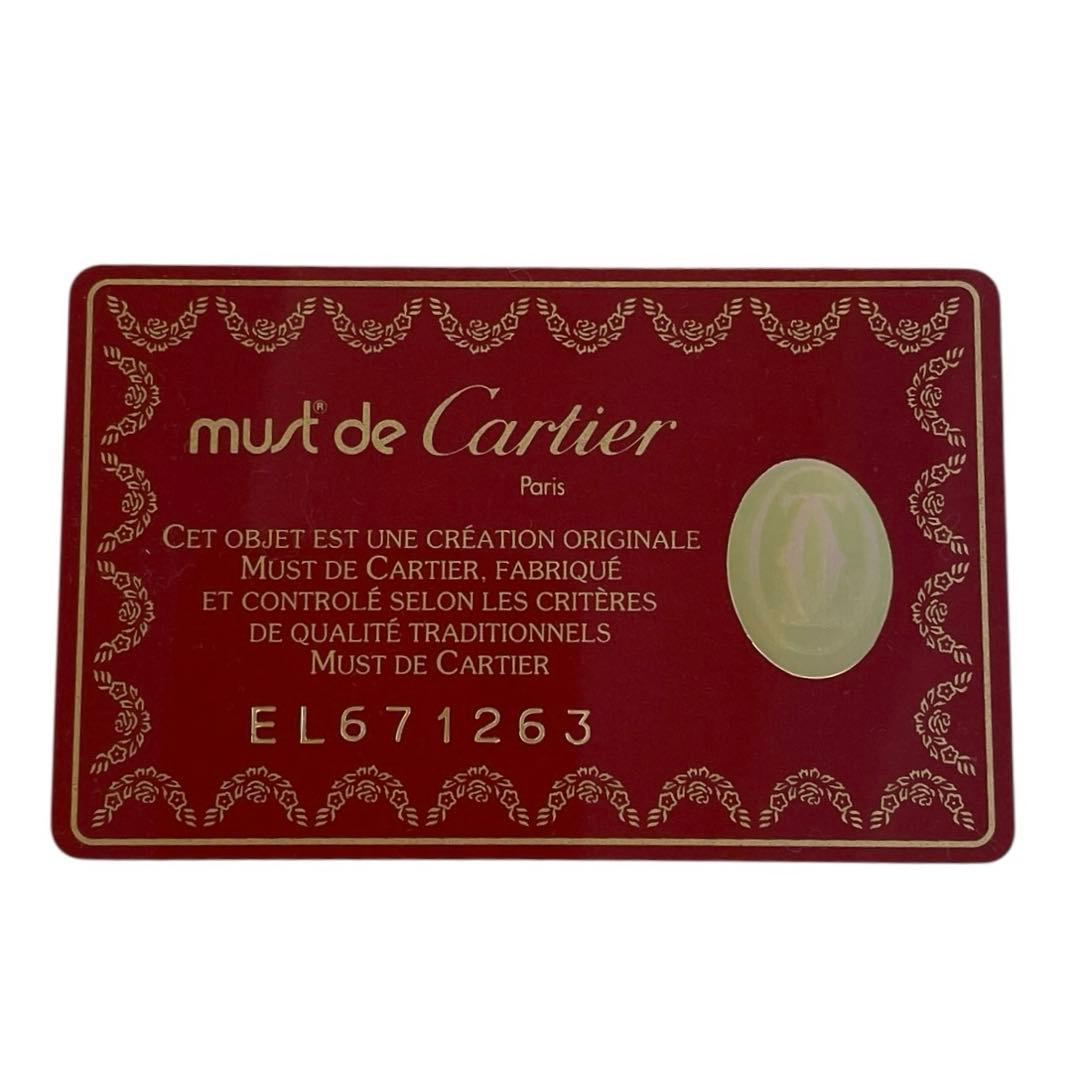 must® de Cartier
Paris
CET OBJET EST UNE CRÉATION ORIGINALE
MUST DE CARTIER, FABRIQUÉ
ET CONTROLÉ SELON LES CRITÈRES
DE QUALITÉ TRADITIONNELS
MUST DE CARTIER
EL671263